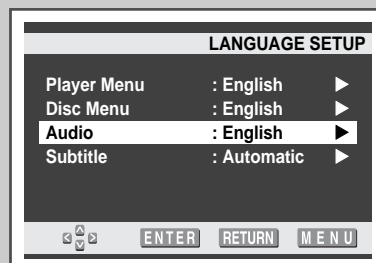 LANGUAGE SETUP
Player Menu : English ▶
Disc Menu : English ▶
Audio : English ▶
Subtitle : Automatic ▶
ENTER RETURN MENU